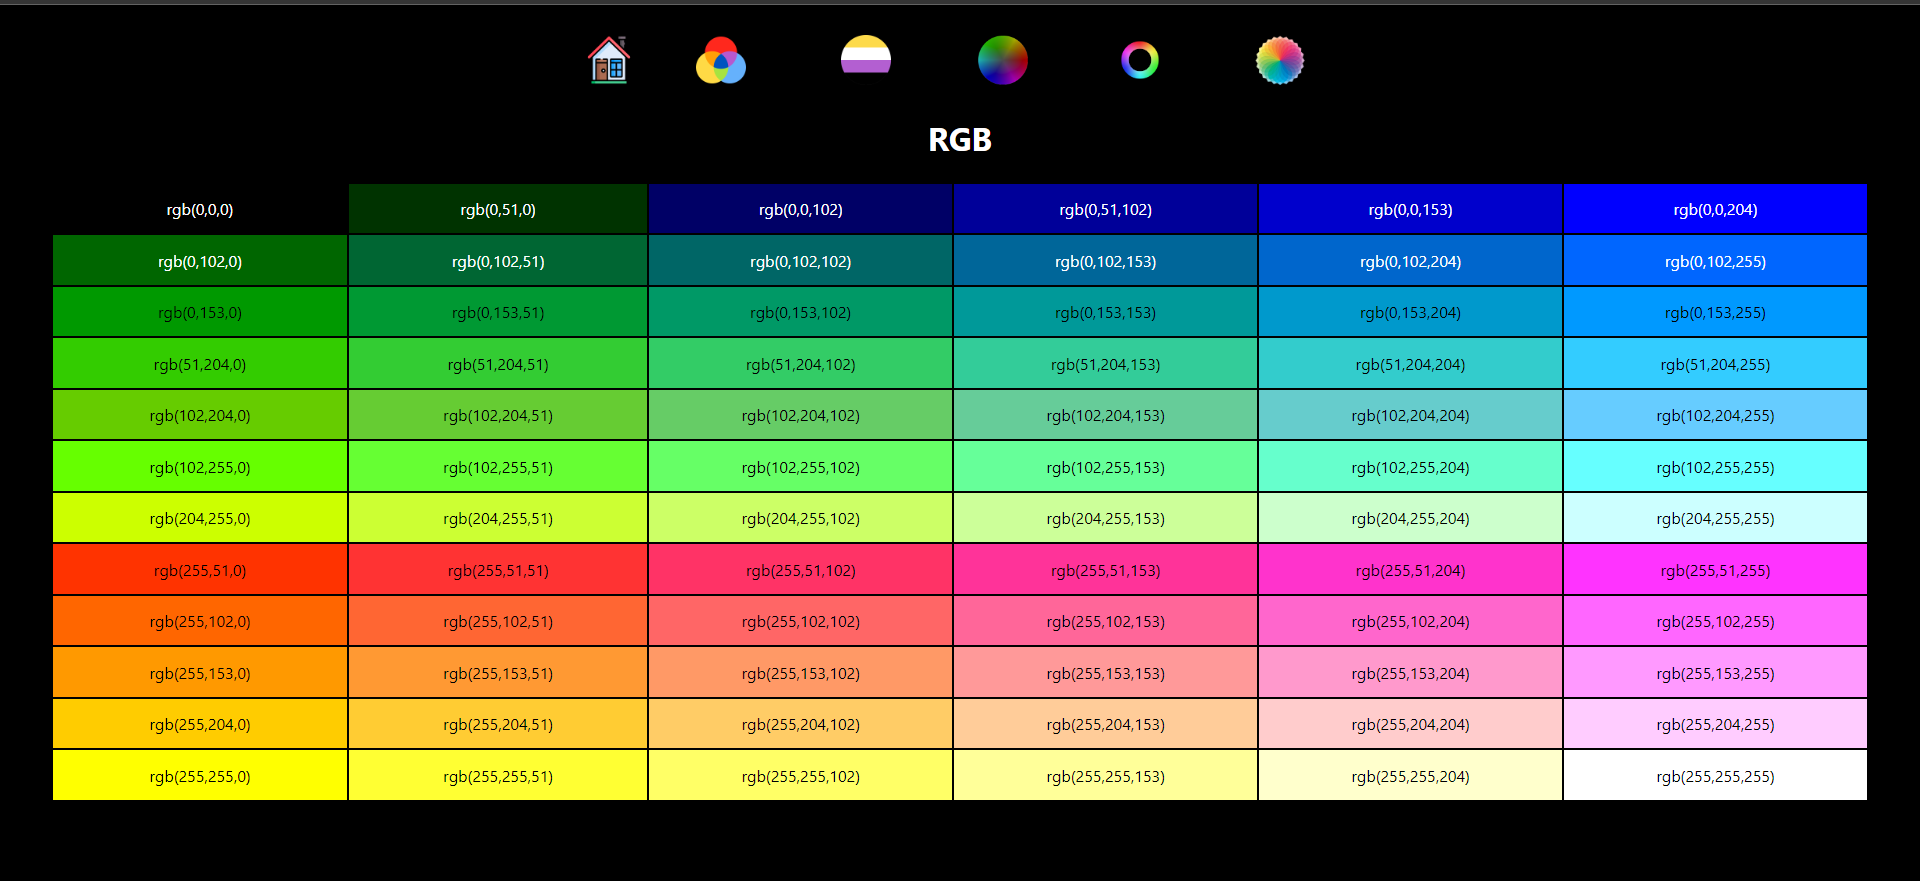 RGB
rgb(0,0,0) rgb(0,51,0) rgb(0,0,102) rgb(0,51,102) rgb(0,0,153) rgb(0,0,204)
rgb(0,102,0) rgb(0,102,51) rgb(0,102,102) rgb(0,102,153) rgb(0,102,204) rgb(0,102,255)
rgb(0,153,0) rgb(0,153,51) rgb(0,153,102) rgb(0,153,153) rgb(0,153,204) rgb(0,153,255)
rgb(51,204,0) rgb(51,204,51) rgb(51,204,102) rgb(51,204,153) rgb(51,204,204) rgb(51,204,255)
rgb(102,204,0) rgb(102,204,51) rgb(102,204,102) rgb(102,204,153) rgb(102,204,204) rgb(102,204,255)
rgb(102,255,0) rgb(102,255,51) rgb(102,255,102) rgb(102,255,153) rgb(102,255,204) rgb(102,255,255)
rgb(204,255,0) rgb(204,255,51) rgb(204,255,102) rgb(204,255,153) rgb(204,255,204) rgb(204,255,255)
rgb(255,51,0) rgb(255,51,51) rgb(255,51,102) rgb(255,51,153) rgb(255,51,204) rgb(255,51,255)
rgb(255,102,0) rgb(255,102,51) rgb(255,102,102) rgb(255,102,153) rgb(255,102,204) rgb(255,102,255)
rgb(255,153,0) rgb(255,153,51) rgb(255,153,102) rgb(255,153,153) rgb(255,153,204) rgb(255,153,255)
rgb(255,204,0) rgb(255,204,51) rgb(255,204,102) rgb(255,204,153) rgb(255,204,204) rgb(255,204,255)
rgb(255,255,0) rgb(255,255,51) rgb(255,255,102) rgb(255,255,153) rgb(255,255,204) rgb(255,255,255)